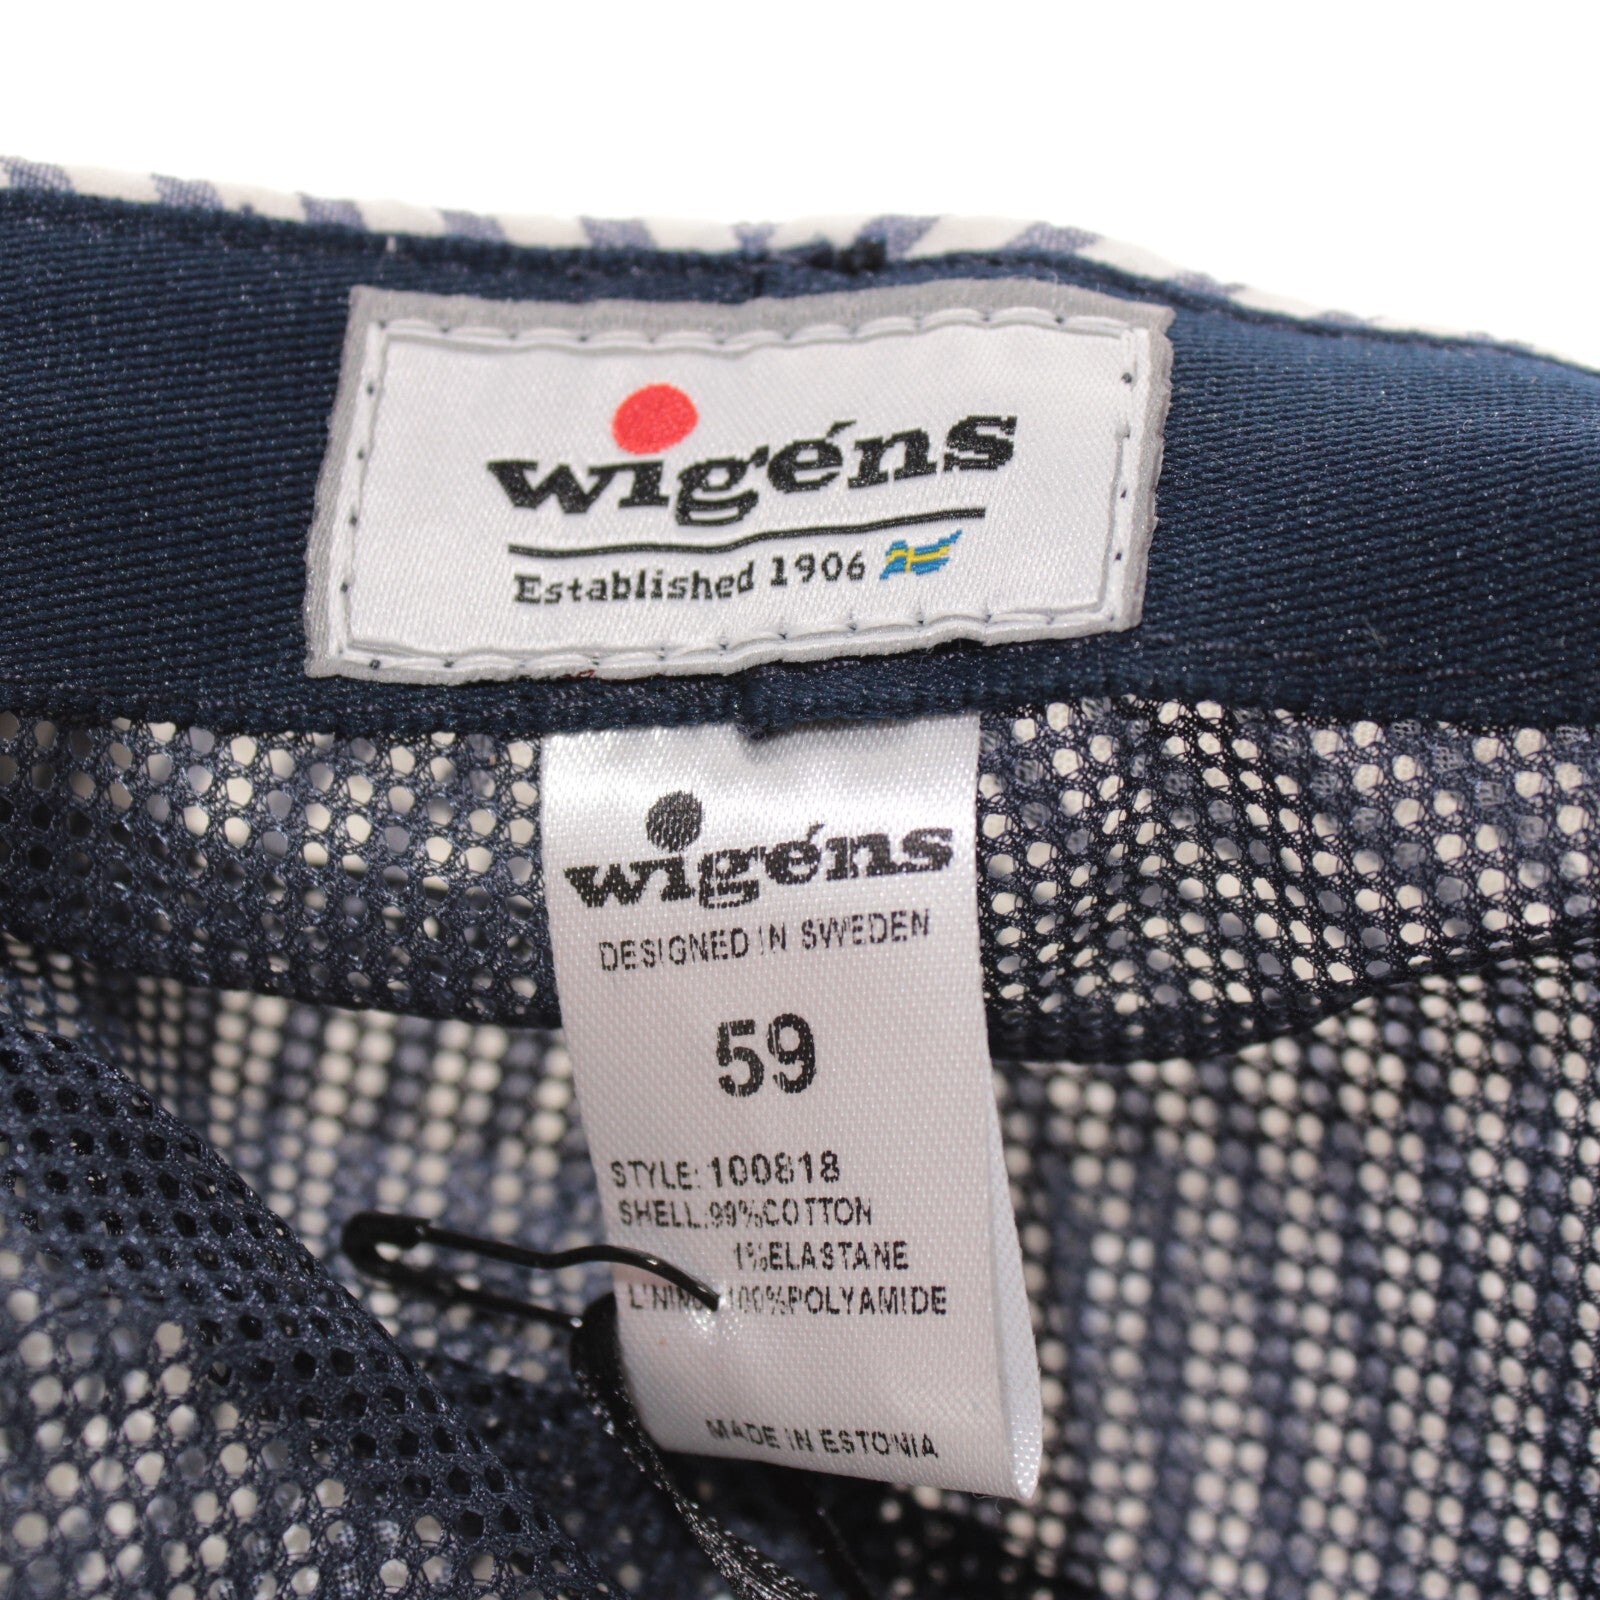 wigéns
Established 1906
wigéns
DESIGNED IN SWEDEN
59
STYLE: 100818
SHELL: 99%COTTON
1%ELASTANE
LINING 100%POLYAMIDE
MADE IN ESTONIA